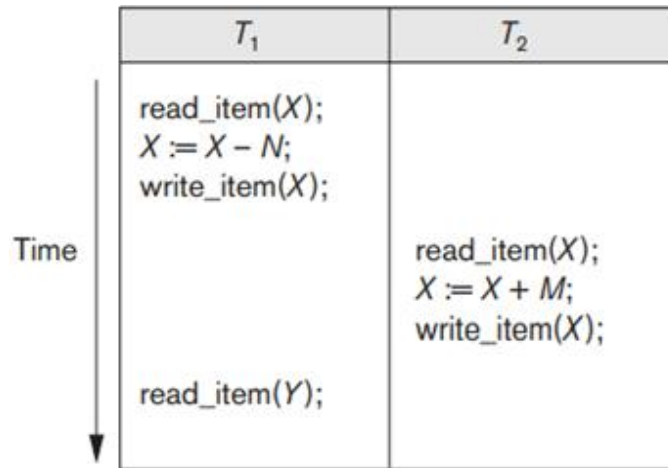 T₁ T₂
read_item(X);
X := X – N;
write_item(X);
Time
read_item(X);
X := X + M;
write_item(X);
read_item(Y);